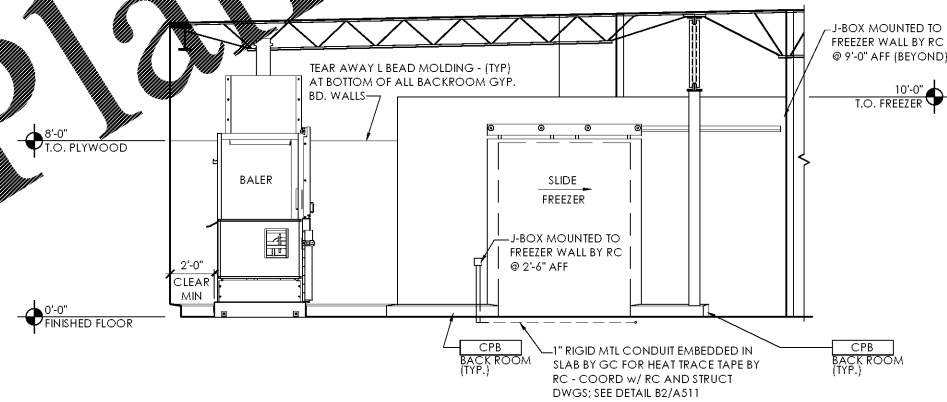 Plan
J-BOX MOUNTED TO
FREEZER WALL BY RC
@ 9'-0" AFF (BEYOND)
TEAR AWAY L BEAD MOLDING - (TYP)
AT BOTTOM OF ALL BACKROOM GYP.
BD. WALLS
10'-0"
T.O. FREEZER
8'-0"
T.O. PLYWOOD
BALER
SLIDE
FREEZER
J-BOX MOUNTED TO
FREEZER WALL BY RC
@ 2'-6" AFF
2'-0"
CLEAR
MIN
0'-0"
FINISHED FLOOR
CPB
BACK ROOM
(TYP.)
1" RIGID MTL CONDUIT EMBEDDED IN
SLAB BY GC FOR HEAT TRACE TAPE BY
RC - COORD w/ RC AND STRUCT
DWGS; SEE DETAIL B2/A511
CPB
BACK ROOM
(TYP.)